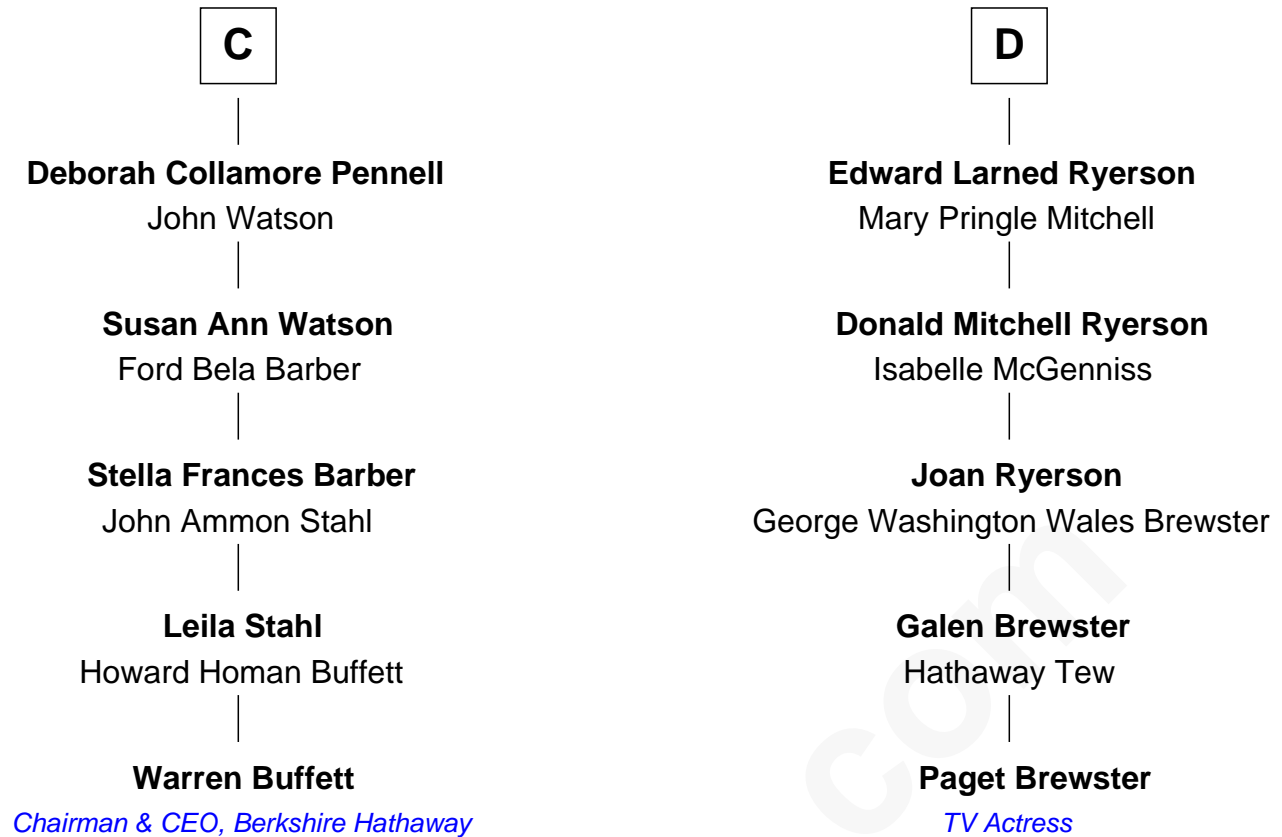 C
Deborah Collamore Pennell
John Watson
Susan Ann Watson
Ford Bela Barber
Stella Frances Barber
John Ammon Stahl
Leila Stahl
Howard Homan Buffett
Warren Buffett
Chairman & CEO, Berkshire Hathaway
D
Edward Larned Ryerson
Mary Pringle Mitchell
Donald Mitchell Ryerson
Isabelle McGenniss
Joan Ryerson
George Washington Wales Brewster
Galen Brewster
Hathaway Tew
Paget Brewster
TV Actress
com